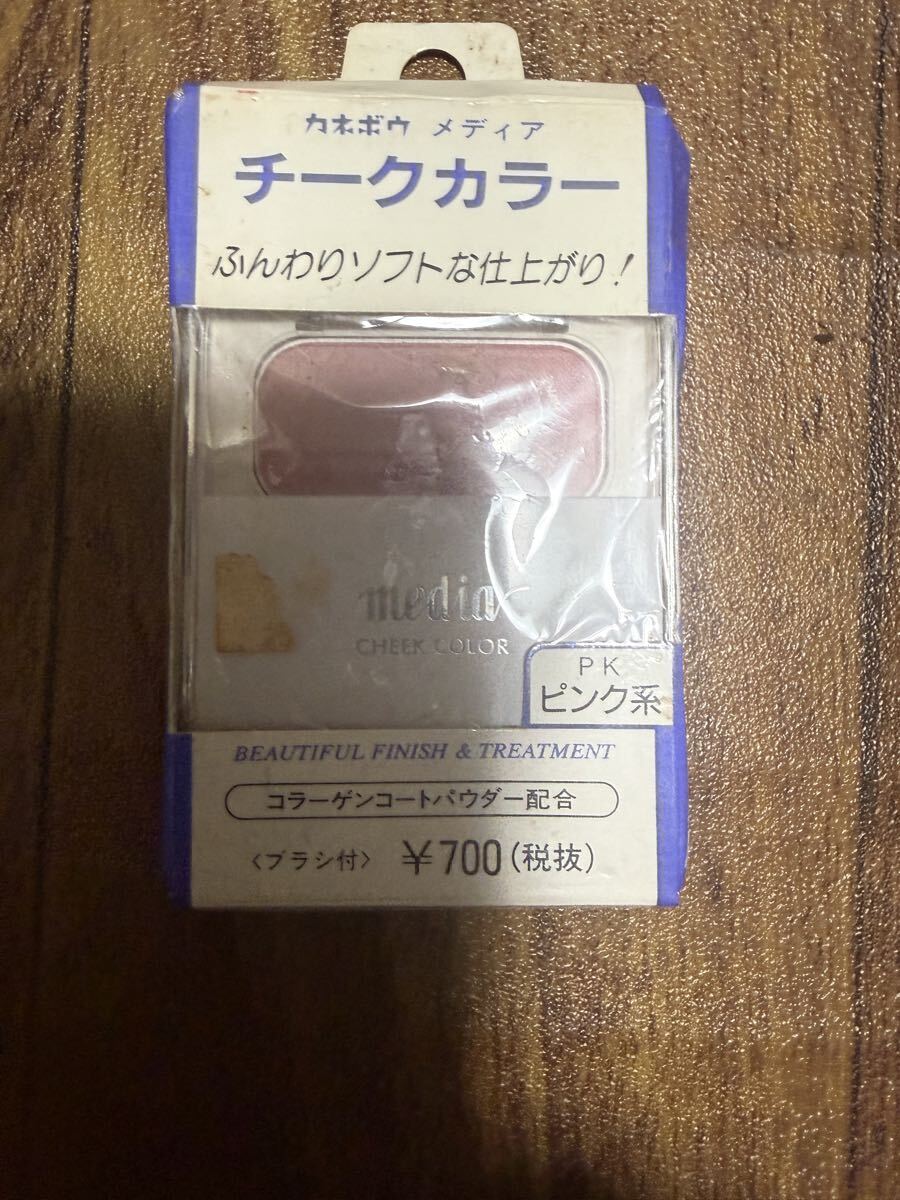 カネボウ メディア
チークカラー
ふんわりソフトな仕上がり!
media
CHEEK COLOR
PK
ピンク系
BEAUTIFUL FINISH & TREATMENT
コラーゲンコートパウダー配合
〈ブラシ付〉 ¥700(税抜)